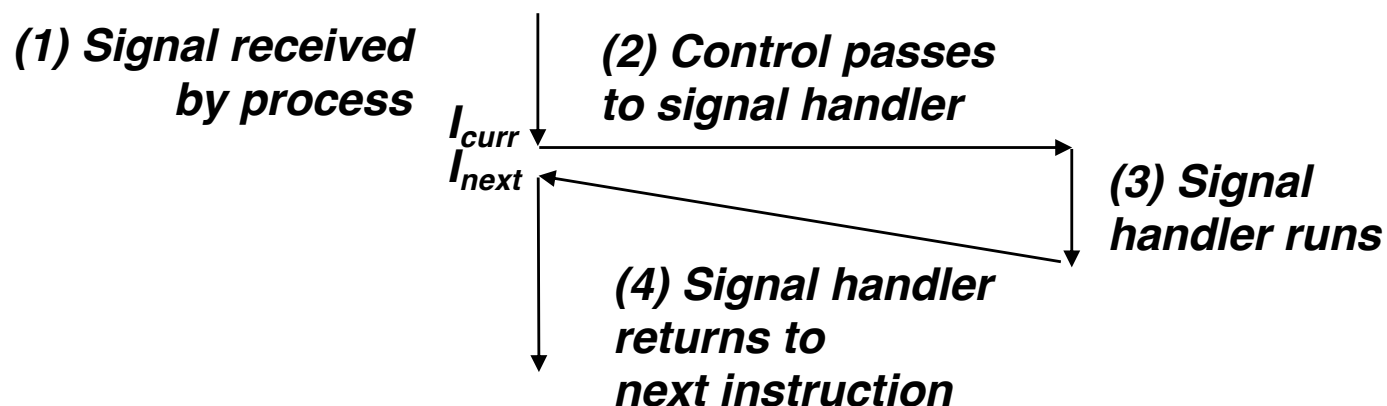 (1) Signal received
by process
(2) Control passes
to signal handler
Icurr
Inext
(3) Signal
handler runs
(4) Signal handler
returns to
next instruction